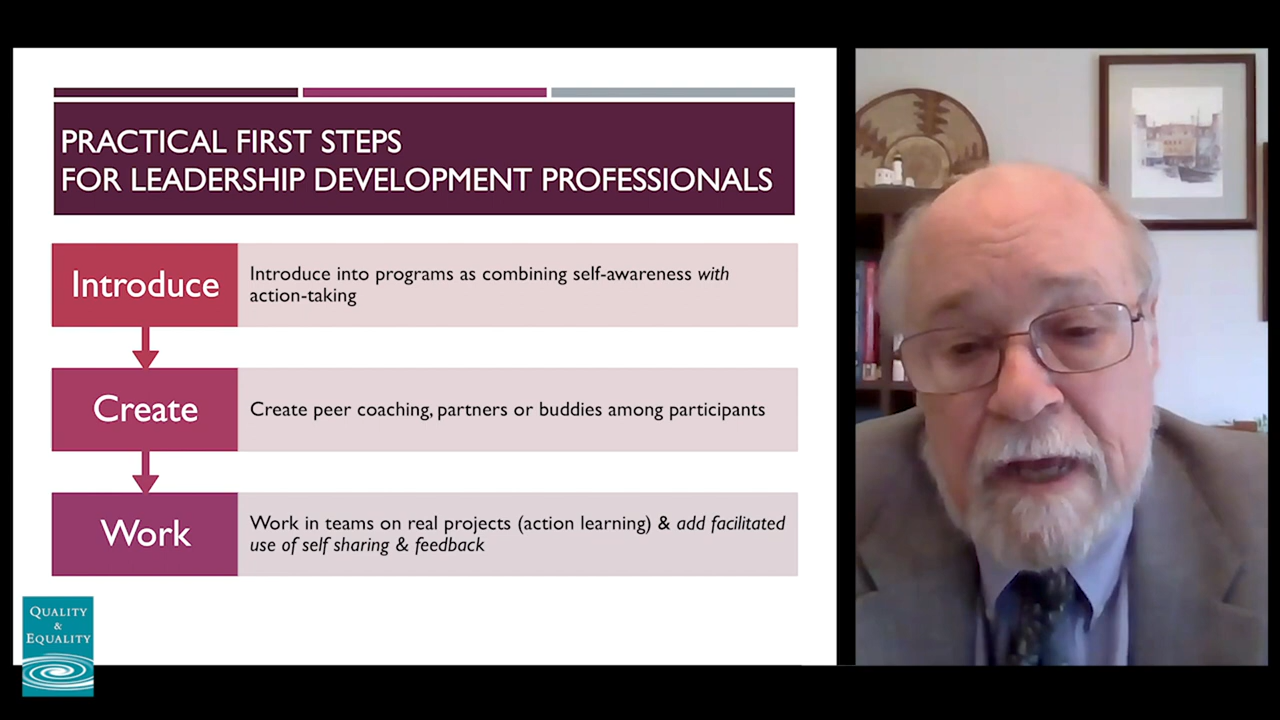 PRACTICAL FIRST STEPS
FOR LEADERSHIP DEVELOPMENT PROFESSIONALS
Introduce
Introduce into programs as combining self-awareness with
action-taking
Create
Create peer coaching, partners or buddies among participants
Work
Work in teams on real projects (action learning) & add facilitated
use of self sharing & feedback
QUALITY
&
EQUALITY